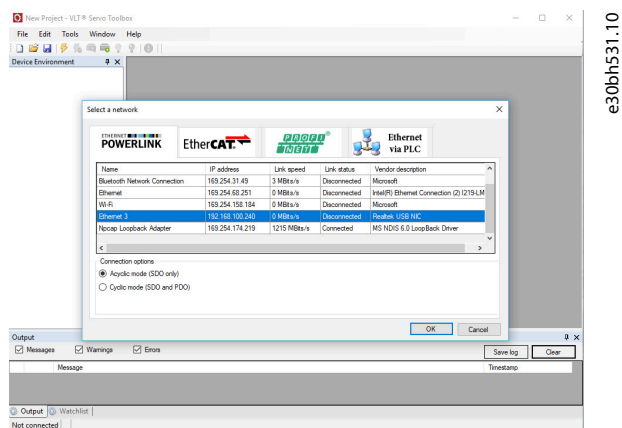 New Project - VLT® Servo Toolbox
File Edit Tools Window Help
Device Environment
Select a network
ETHERNET POWERLINK
EtherCAT.
PROFI NET®
Ethernet via PLC
Name IP address Link speed Link status Vendor description
Bluetooth Network Connection 169.254.31.49 3 MBits/s Disconnected Microsoft
Ethernet 169.254.68.251 0 MBits/s Disconnected Intel(R) Ethernet Connection (2) I219-LM
Wi-Fi 169.254.158.184 0 MBits/s Disconnected Microsoft
Ethernet 3 192.168.100.240 0 MBits/s Disconnected Realtek USB NIC
Npcap Loopback Adapter 169.254.174.219 1215 MBits/s Connected MS NDIS 6.0 LoopBack Driver
Connection options
Acyclic mode (SDO only)
Cyclic mode (SDO and PDO)
OK Cancel
Output
Messages Warnings Errors Save log Clear
Message Timestamp
Output Watchlist
Not connected
e30bh531.10